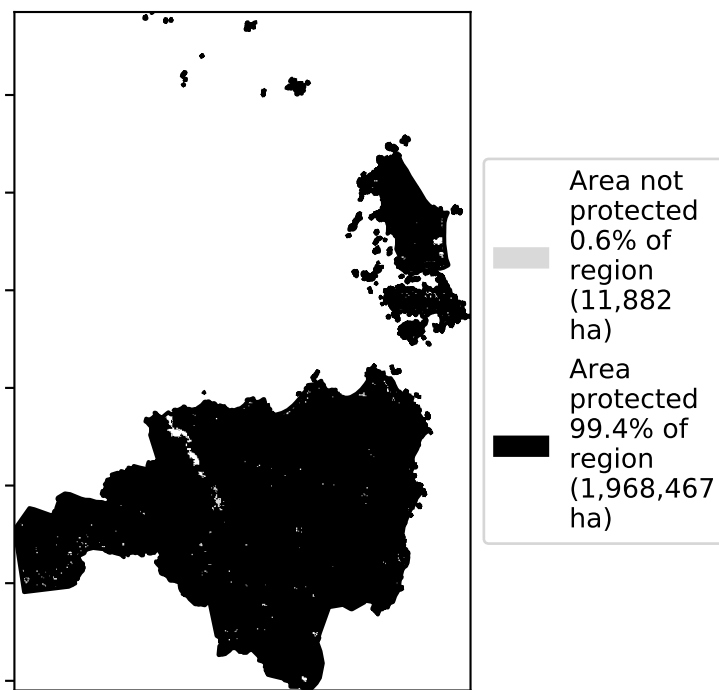 Area not
protected
0.6% of
region
(11,882
ha)
Area
protected
99.4% of
region
(1,968,467
ha)